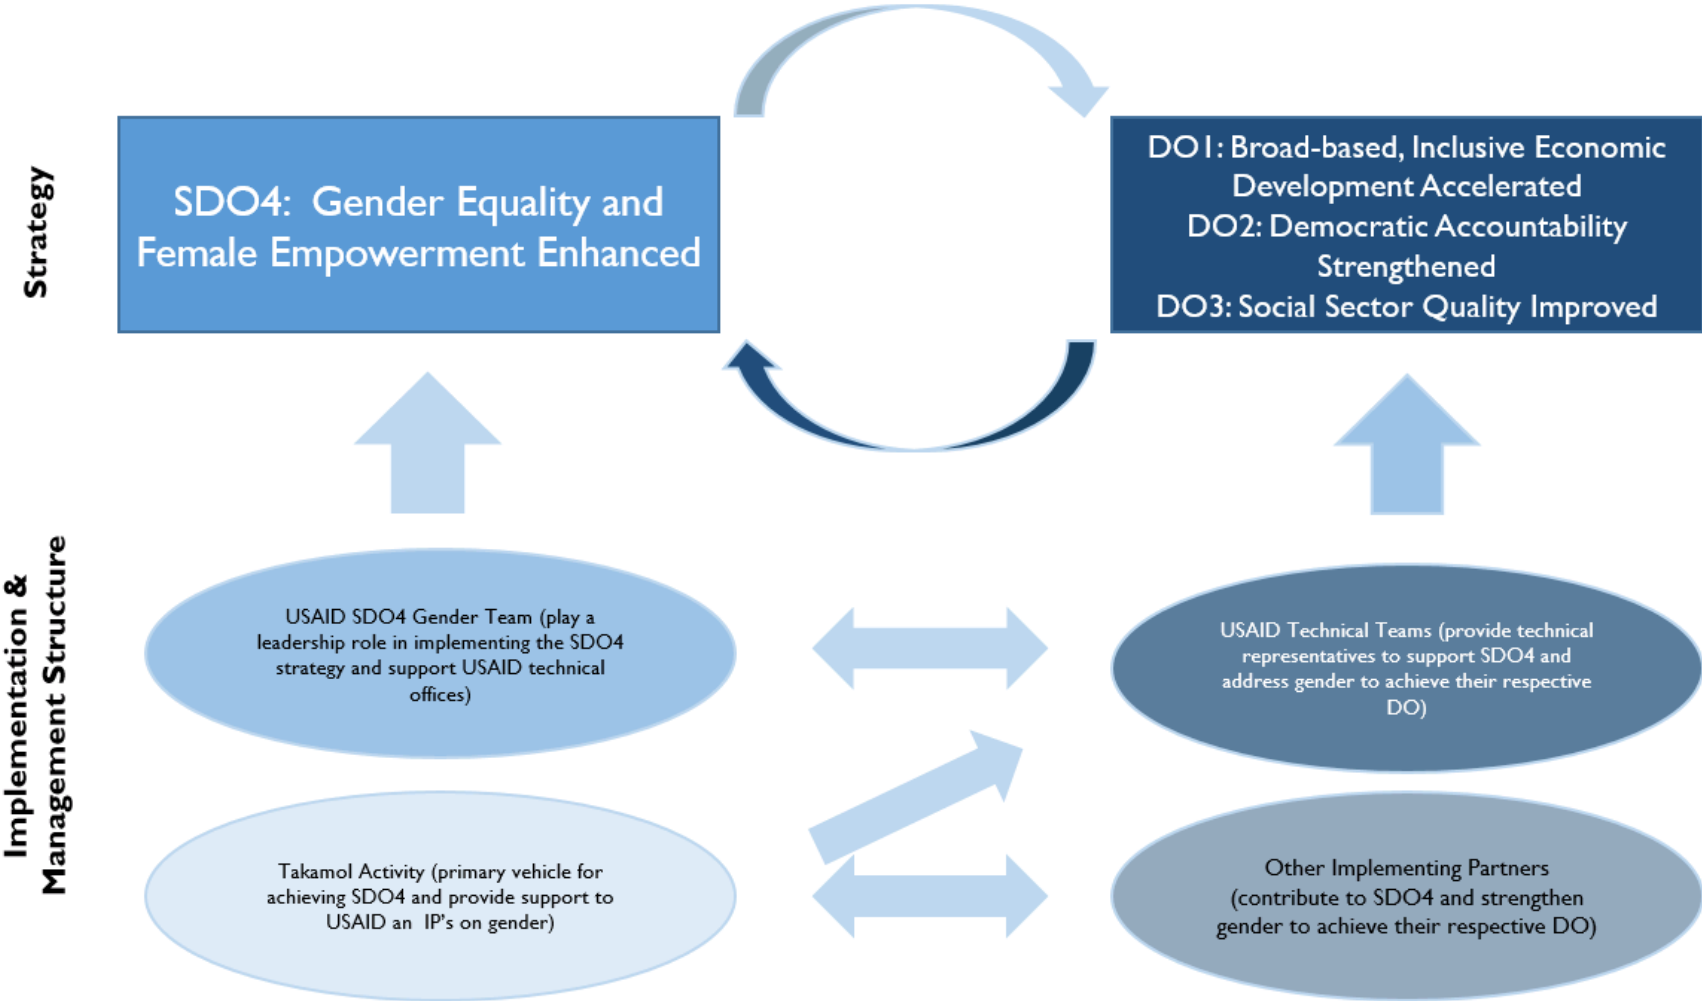 Strategy
SDO4: Gender Equality and
Female Empowerment Enhanced
DO1: Broad-based, Inclusive Economic
Development Accelerated
DO2: Democratic Accountability
Strengthened
DO3: Social Sector Quality Improved
Implementation &
Management Structure
USAID SDO4 Gender Team (play a
leadership role in implementing the SDO4
strategy and support USAID technical
offices)
USAID Technical Teams (provide technical
representatives to support SDO4 and
address gender to achieve their respective
DO)
Takamol Activity (primary vehicle for
achieving SDO4 and provide support to
USAID an IP's on gender)
Other Implementing Partners
(contribute to SDO4 and strengthen
gender to achieve their respective DO)